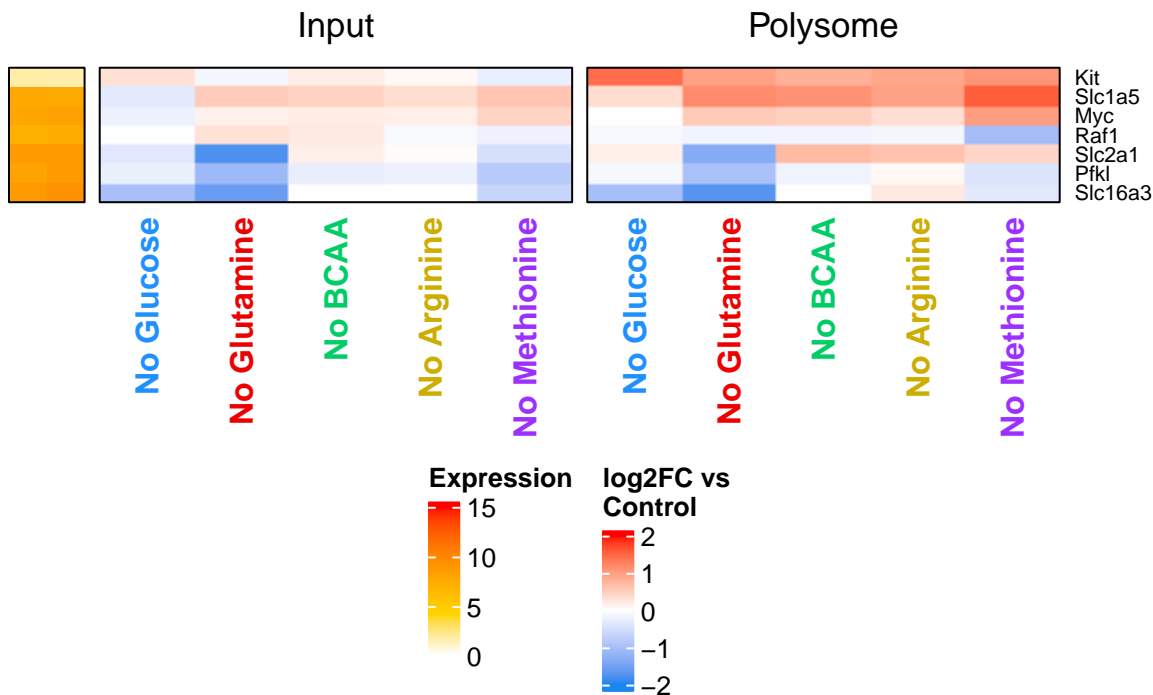 Input
Polysome
Kit
Slc1a5
Myc
Raf1
Slc2a1
Pfkl
Slc16a3
No Glucose
No Glutamine
No BCAA
No Arginine
No Methionine
No Glucose
No Glutamine
No BCAA
No Arginine
No Methionine
Expression
15
10
5
0
log2FC vs
Control
2
1
0
−1
−2